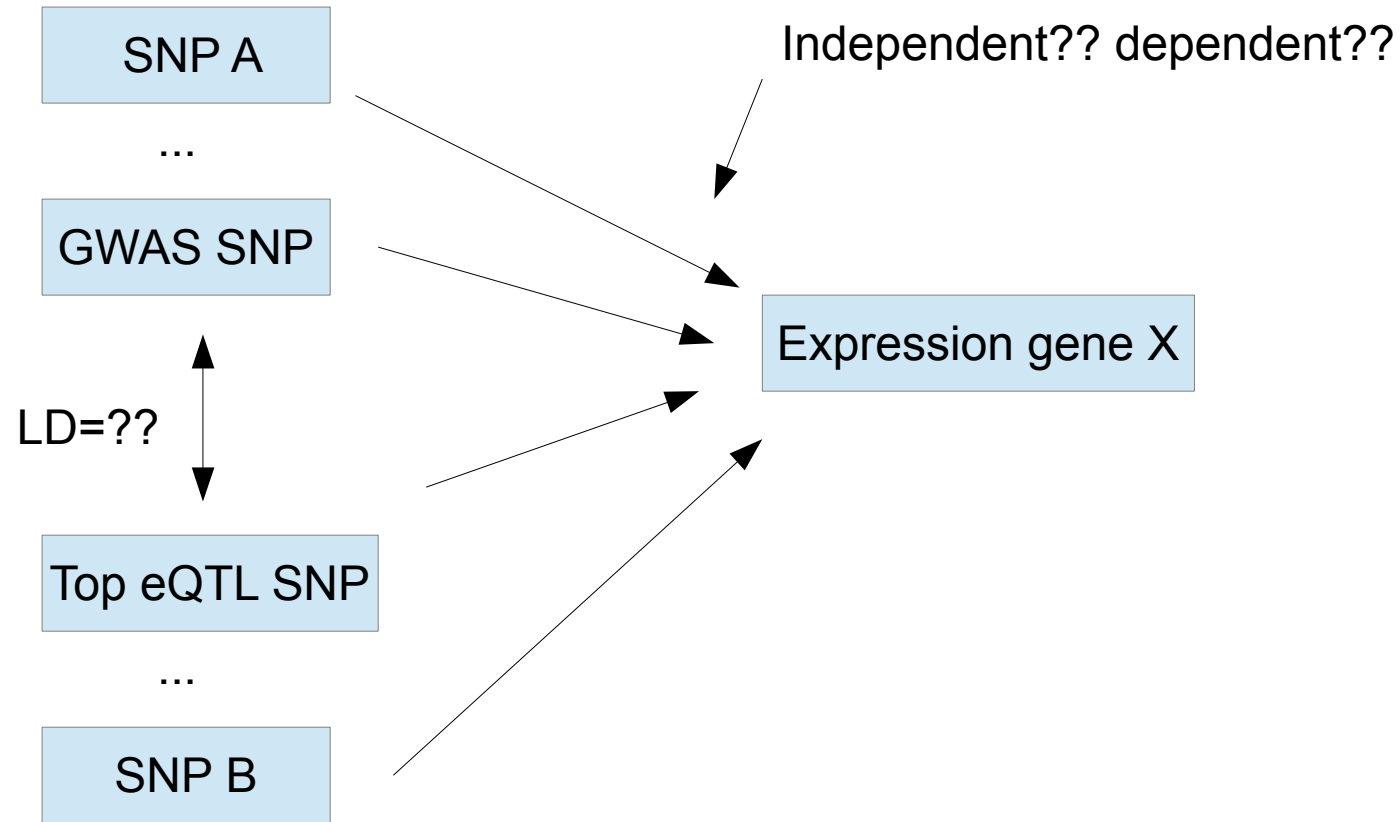 SNP A
Independent?? dependent??
...
GWAS SNP
Expression gene X
LD=??
Top eQTL SNP
...
SNP B